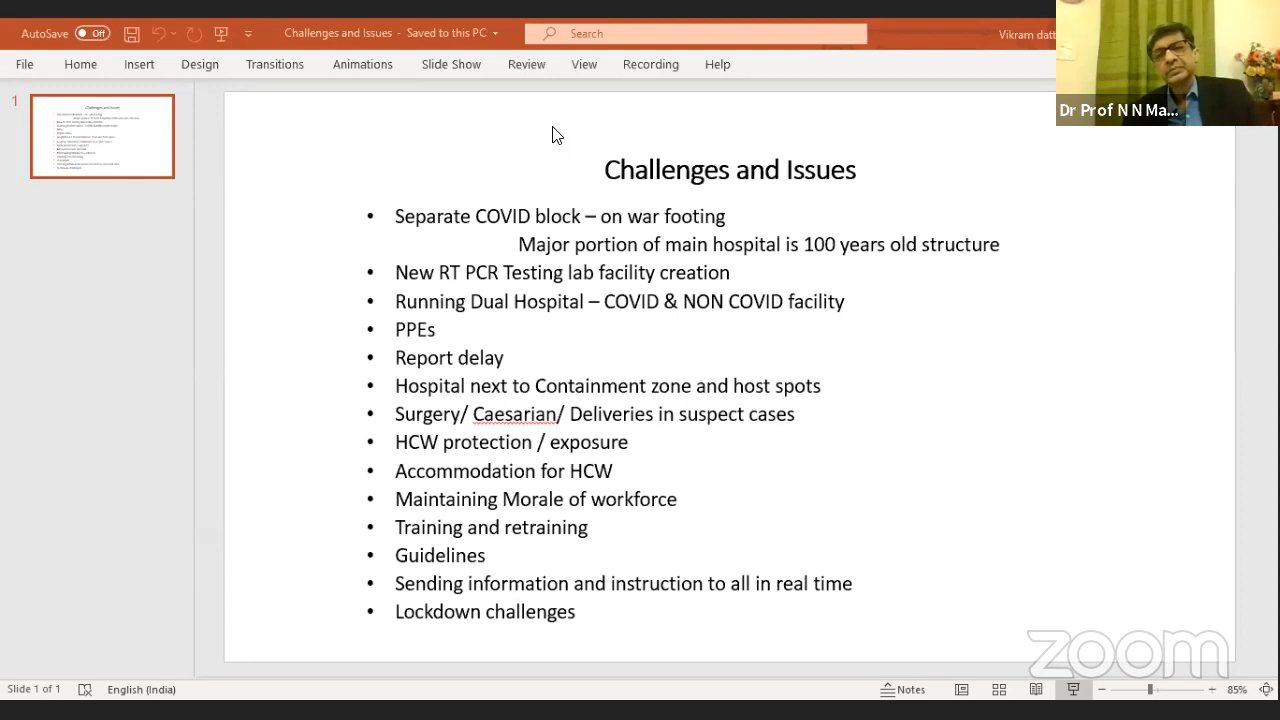 AutoSave Off Challenges and Issues - Saved to this PC Search Vikram datt
File Home Insert Design Transitions Animations Slide Show Review View Recording Help
Dr Prof N N Ma...
1
Challenges and Issues
• Separate COVID block – on war footing
Major portion of main hospital is 100 years old structure
• New RT PCR Testing lab facility creation
• Running Dual Hospital – COVID & NON COVID facility
• PPEs
• Report delay
• Hospital next to Containment zone and host spots
• Surgery/ Caesarian/ Deliveries in suspect cases
• HCW protection / exposure
• Accommodation for HCW
• Maintaining Morale of workforce
• Training and retraining
• Guidelines
• Sending information and instruction to all in real time
• Lockdown challenges
zoom
Slide 1 of 1 English (India) Notes 85%